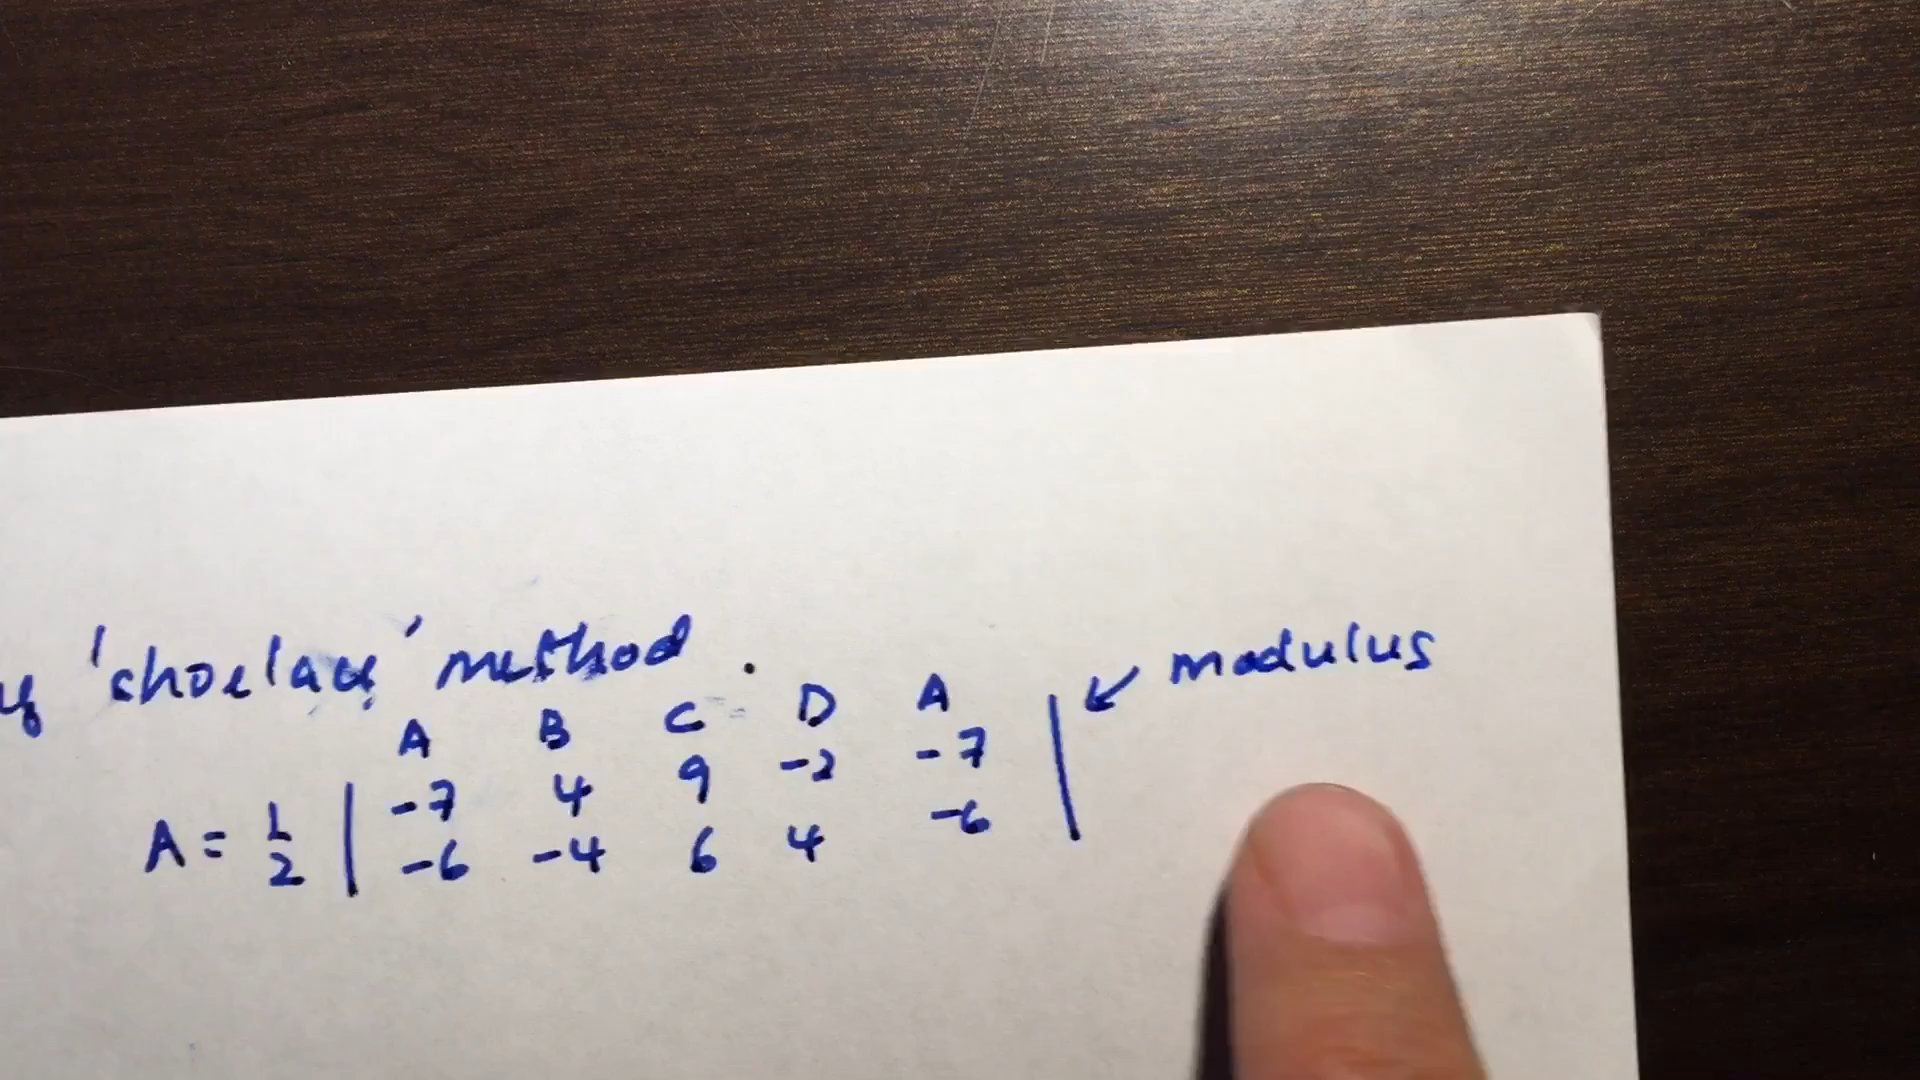 'shoelace' method.
modulus
A B C D A
-7 4 9 -2 -7
A = 1/2 | -6 -4 6 4 -6 |